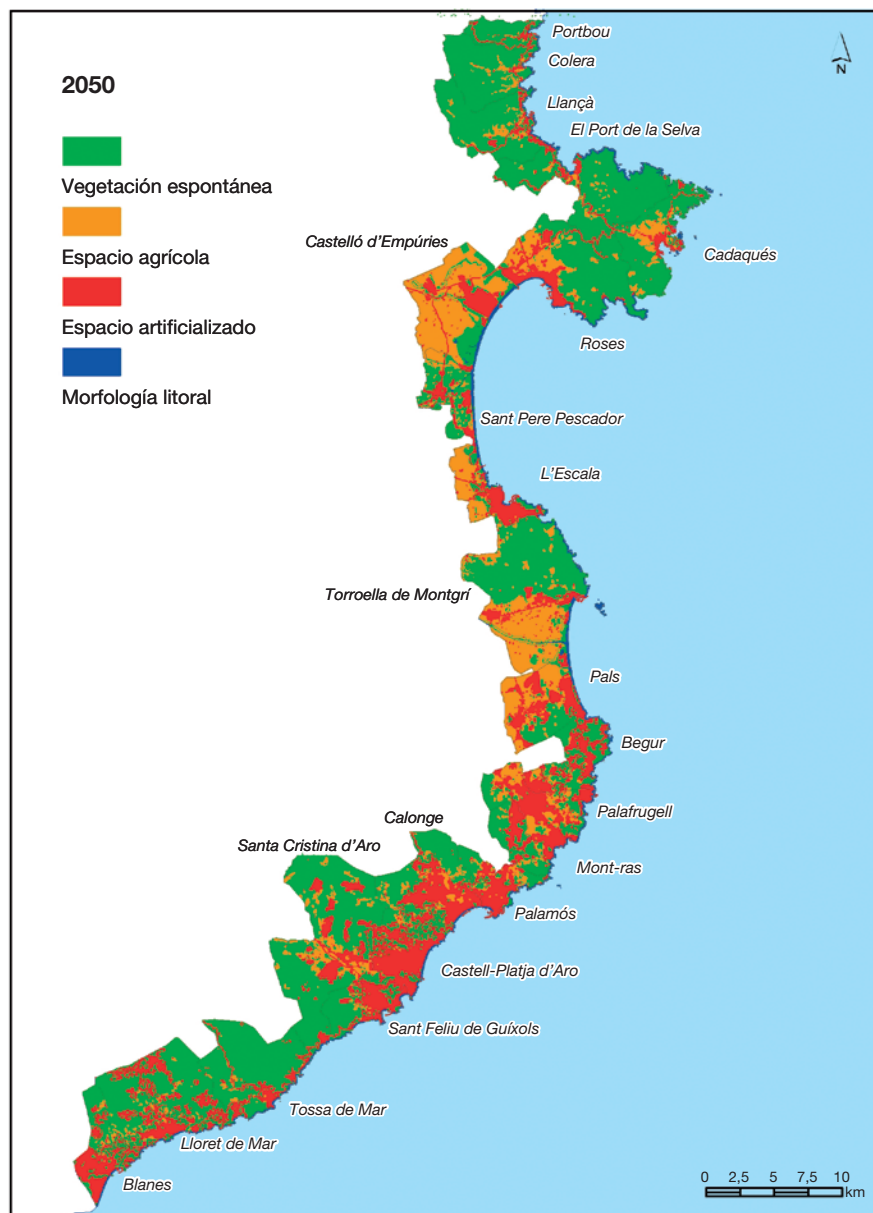 2050
Vegetación espontánea
Espacio agrícola
Espacio artificializado
Morfología litoral
N
Portbou
Colera
Llançà
El Port de la Selva
Castelló d'Empúries
Cadaqués
Roses
Sant Pere Pescador
L'Escala
Torroella de Montgrí
Pals
Begur
Palafrugell
Calonge
Santa Cristina d'Aro
Mont-ras
Palamós
Castell-Platja d'Aro
Sant Feliu de Guíxols
Tossa de Mar
Lloret de Mar
Blanes
0 2,5 5 7,5 10
km